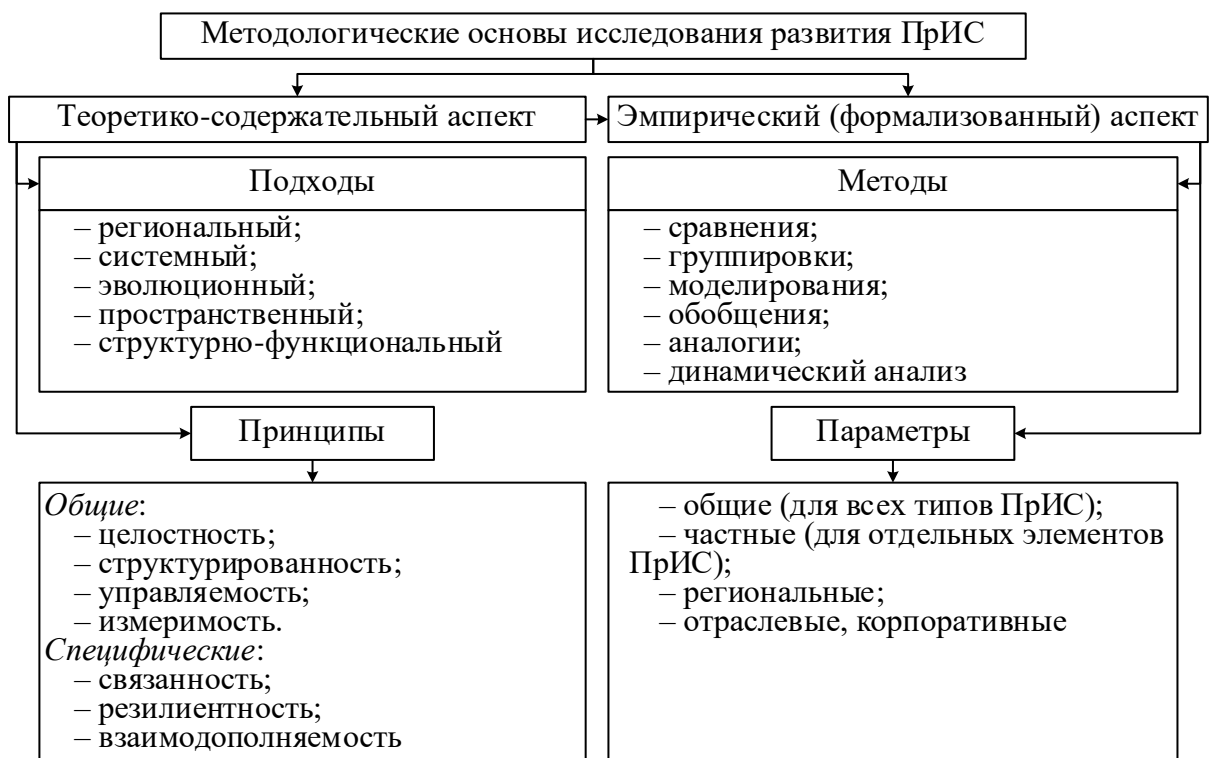 Методологические основы исследования развития ПрИС
Теоретико-содержательный аспект
Эмпирический (формализованный) аспект
Подходы
– региональный;
– системный;
– эволюционный;
– пространственный;
– структурно-функциональный
Методы
– сравнения;
– группировки;
– моделирования;
– обобщения;
– аналогии;
– динамический анализ
Принципы
Общие:
– целостность;
– структурированность;
– управляемость;
– измеримость.
Специфические:
– связанность;
– резилиентность;
– взаимодополняемость
Параметры
– общие (для всех типов ПрИС);
– частные (для отдельных элементов
ПрИС);
– региональные;
– отраслевые, корпоративные